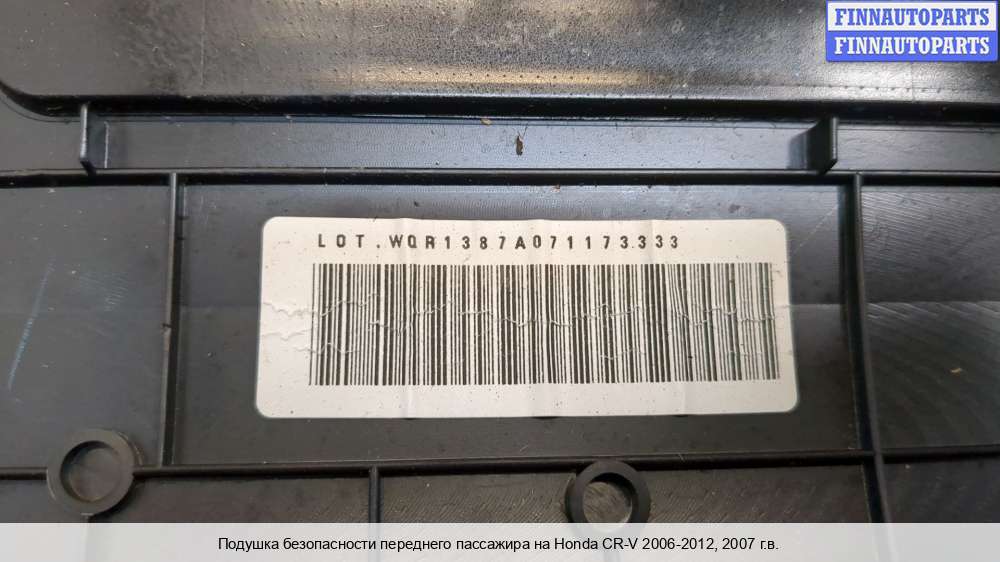 FINNAUTOPARTS
FINNAUTOPARTS
LOT.WQR1387A071173333
Подушка безопасности переднего пассажира на Honda CR-V 2006-2012, 2007 г.в.